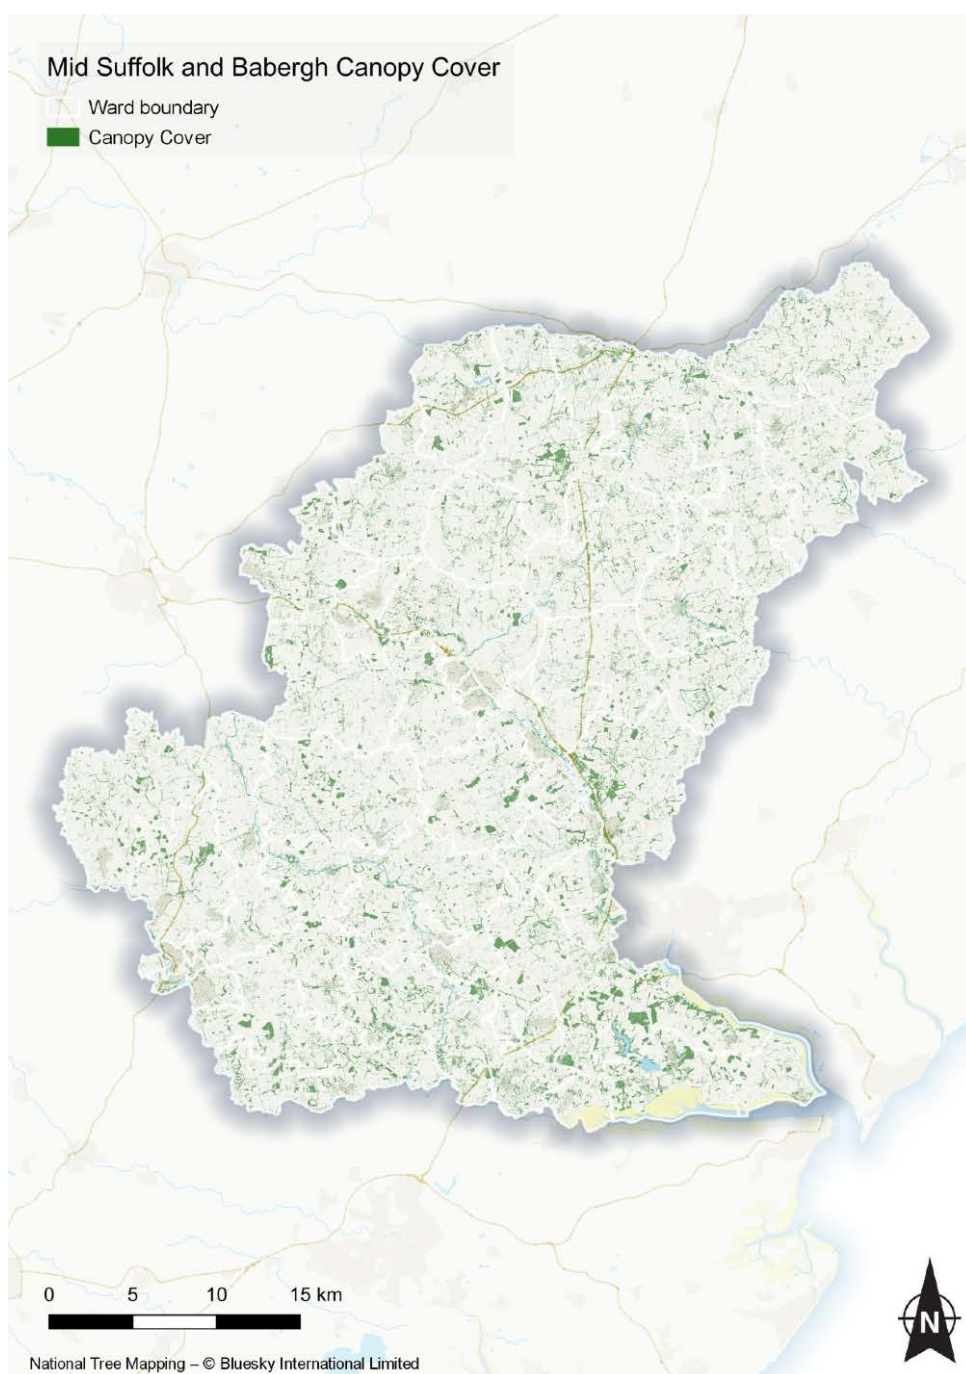 Mid Suffolk and Babergh Canopy Cover
Ward boundary
Canopy Cover
0 5 10 15 km
N
National Tree Mapping – © Bluesky International Limited